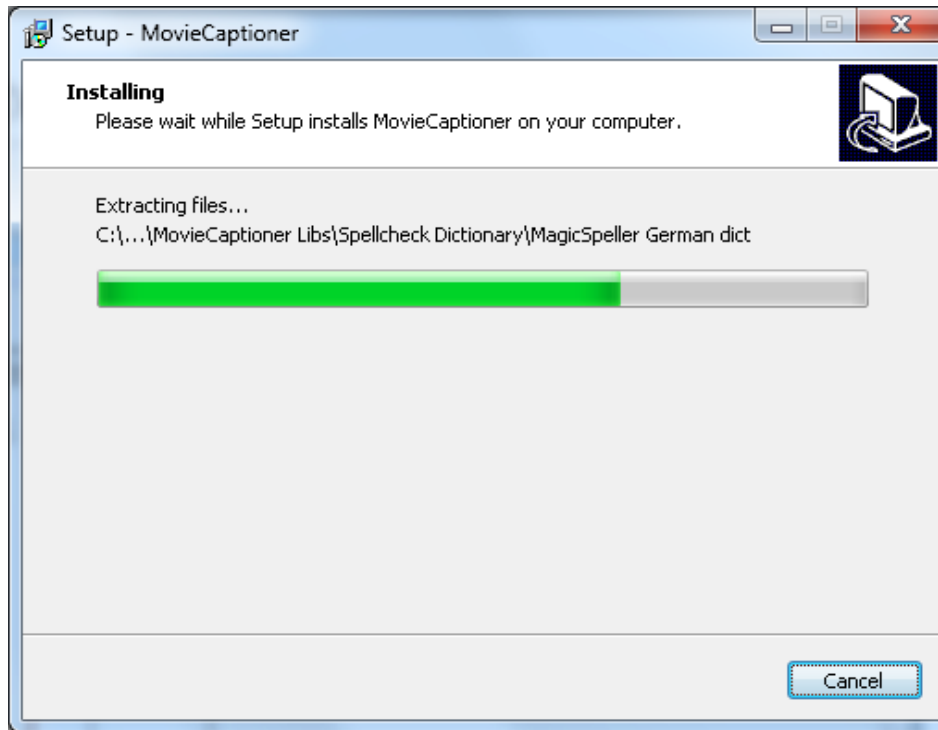 Setup - MovieCaptioner
Installing
Please wait while Setup installs MovieCaptioner on your computer.
Extracting files...
C:\...\MovieCaptioner Libs\Spellcheck Dictionary\MagicSpeller German dict
Cancel